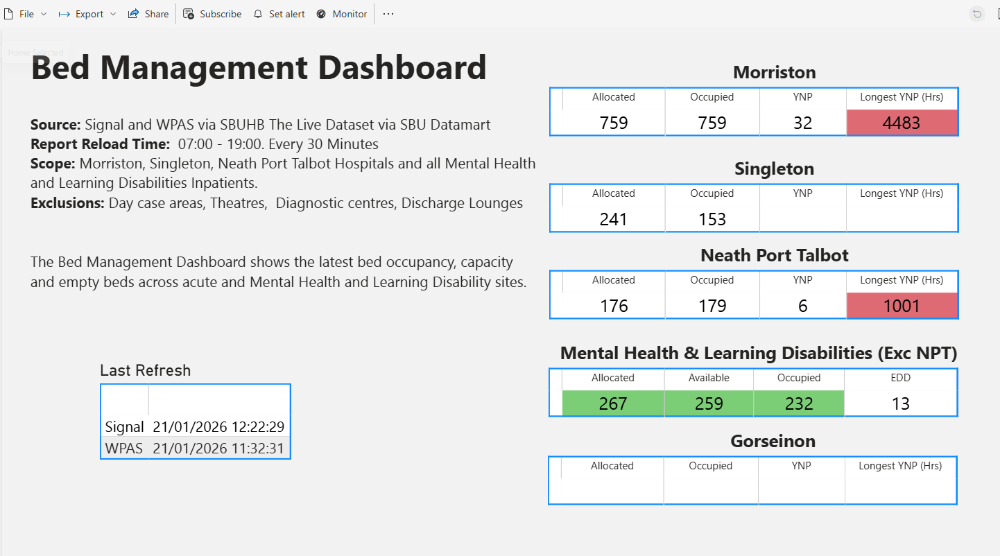 File Export Share Subscribe Set alert Monitor ...
Home Selected
Bed Management Dashboard
Source: Signal and WPAS via SBUHB The Live Dataset via SBU Datamart
Report Reload Time: 07:00 - 19:00. Every 30 Minutes
Scope: Morriston, Singleton, Neath Port Talbot Hospitals and all Mental Health
and Learning Disabilities Inpatients.
Exclusions: Day case areas, Theatres, Diagnostic centres, Discharge Lounges
The Bed Management Dashboard shows the latest bed occupancy, capacity
and empty beds across acute and Mental Health and Learning Disability sites.
Last Refresh
Signal 21/01/2026 12:22:29
WPAS 21/01/2026 11:32:31
Morriston
Allocated Occupied YNP Longest YNP (Hrs)
759 759 32 4483
Singleton
Allocated Occupied YNP Longest YNP (Hrs)
241 153
Neath Port Talbot
Allocated Occupied YNP Longest YNP (Hrs)
176 179 6 1001
Mental Health & Learning Disabilities (Exc NPT)
Allocated Available Occupied EDD
267 259 232 13
Gorseinon
Allocated Occupied YNP Longest YNP (Hrs)